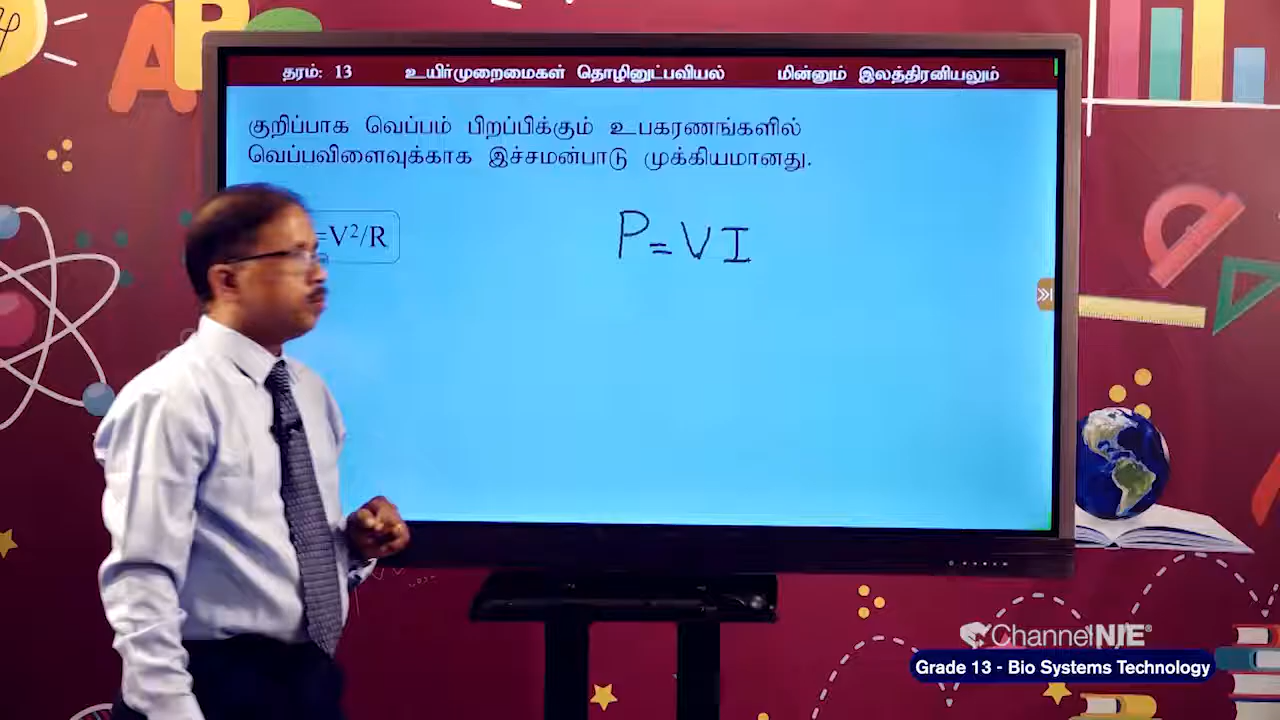 தரம்: 13 உயிர்முறைமைகள் தொழினுட்பவியல் மின்னும் இலத்திரனியலும்
குறிப்பாக வெப்பம் பிறப்பிக்கும் உபகரணங்களில்
வெப்பவிளைவுக்காக இச்சமன்பாடு முக்கியமானது.
=V²/R
P=VI
ChannelNIE®
Grade 13 - Bio Systems Technology